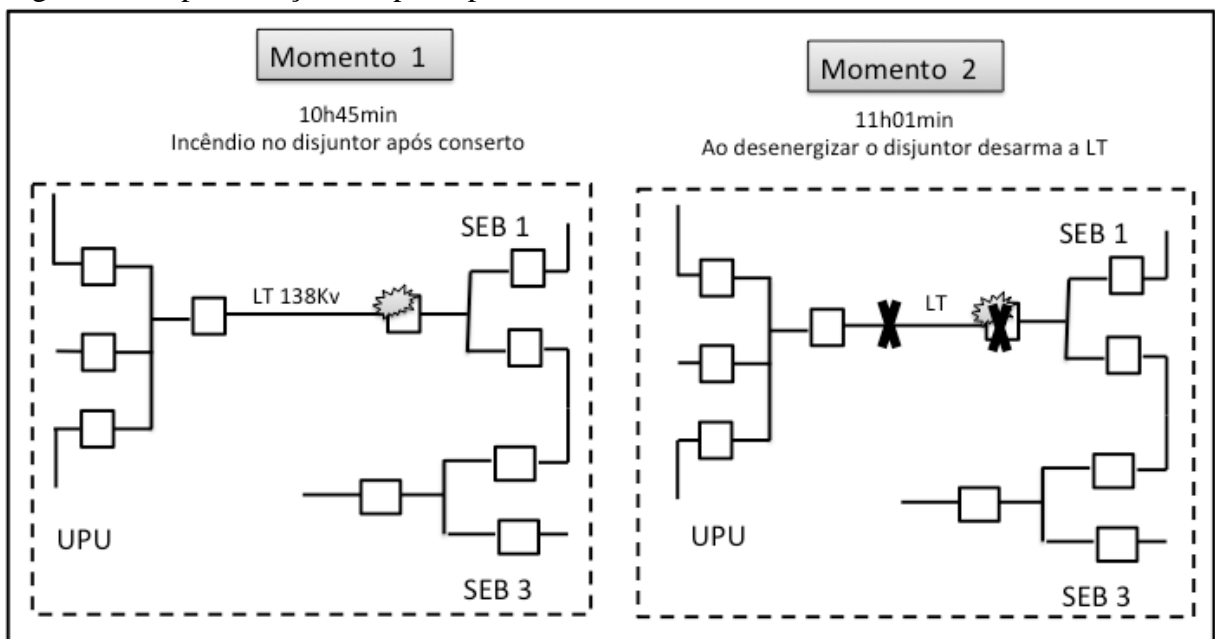 Momento 1
10h45min
Incêndio no disjuntor após conserto
SEB 1
LT 138Kv
UPU
SEB 3
Momento 2
11h01min
Ao desenergizar o disjuntor desarma a LT
SEB 1
LT
UPU
SEB 3